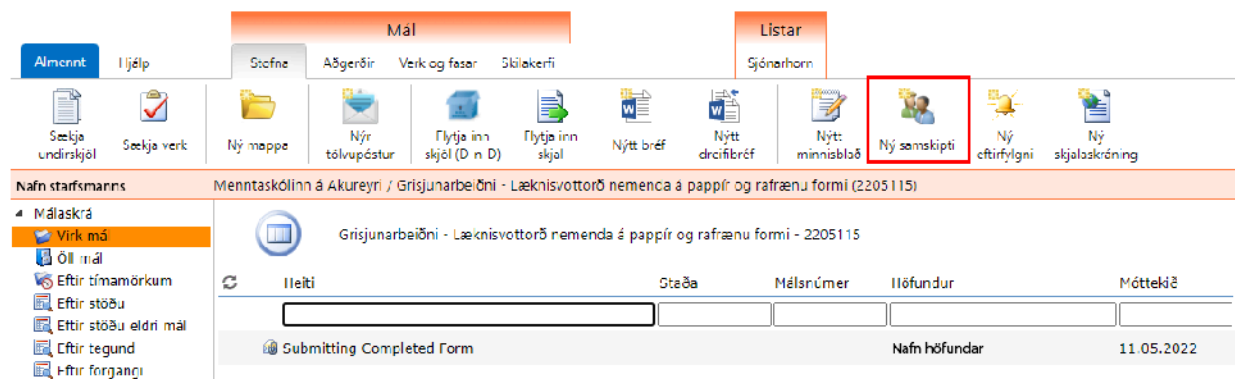 Mál Listar
Almennt Hjálp Stofna Aðgerðir Verk og fasar Skilakerfi Sjónarhorn
Sækja undirskjöl
Sækja verk
Ný mappa
Nýr tölvupóstur
Flytja inn skjöl (D n D)
Flytja inn skjal
Nýtt bréf
Nýtt dreifibréf
Nýtt minnisblað
Ný samskipti
Ný eftirfylgni
Ný skjalaskráning
Nafn starfsmanns Menntaskólinn á Akureyri / Grisjunarbeiðni - Læknisvottorð nemenda á pappír og rafrænu formi (2205115)
Málaskrá
Virk mál
Öll mál
Eftir tímamörkum
Eftir stöðu
Eftir stöðu eldri mál
Eftir tegund
Eftir forgangi
Grisjunarbeiðni - Læknisvottorð nemenda á pappír og rafrænu formi - 2205115
Heiti Staða Málsnúmer Höfundur Móttekið
Submitting Completed Form Nafn höfundar 11.05.2022